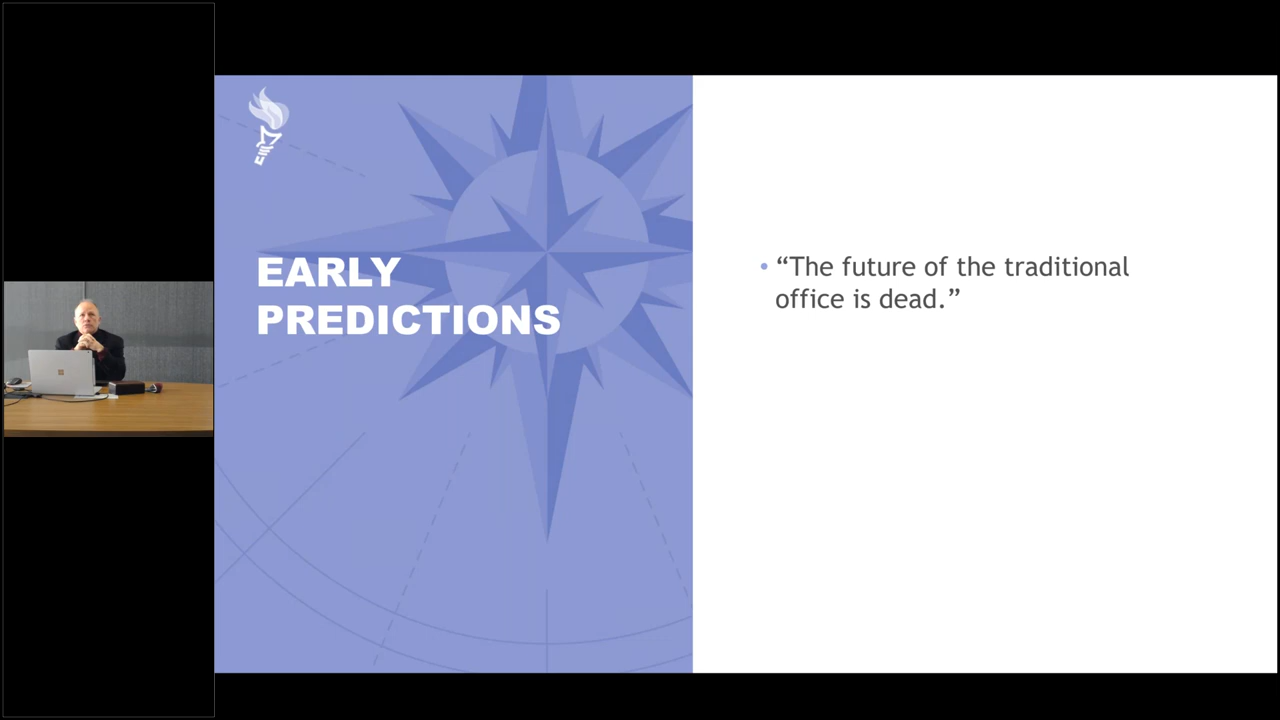 EARLY
PREDICTIONS
• “The future of the traditional
office is dead.”